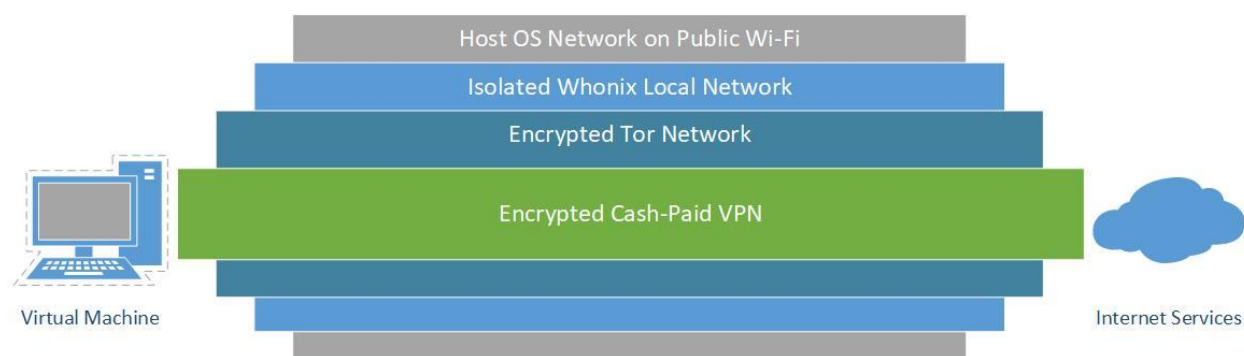 Host OS Network on Public Wi-Fi
Isolated Whonix Local Network
Encrypted Tor Network
Encrypted Cash-Paid VPN
Virtual Machine
Internet Services